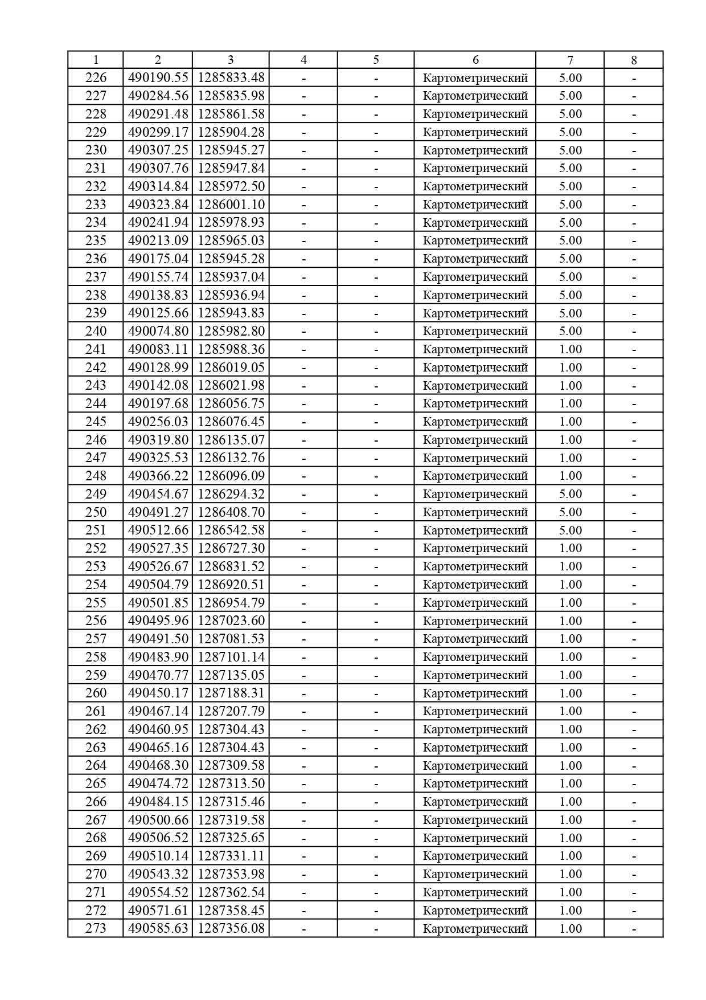 1 2 3 4 5 6 7 8
226 490190.55 1285833.48 - - Картометрический 5.00 -
227 490284.56 1285835.98 - - Картометрический 5.00 -
228 490291.48 1285861.58 - - Картометрический 5.00 -
229 490299.17 1285904.28 - - Картометрический 5.00 -
230 490307.25 1285945.27 - - Картометрический 5.00 -
231 490307.76 1285947.84 - - Картометрический 5.00 -
232 490314.84 1285972.50 - - Картометрический 5.00 -
233 490323.84 1286001.10 - - Картометрический 5.00 -
234 490241.94 1285978.93 - - Картометрический 5.00 -
235 490213.09 1285965.03 - - Картометрический 5.00 -
236 490175.04 1285945.28 - - Картометрический 5.00 -
237 490155.74 1285937.04 - - Картометрический 5.00 -
238 490138.83 1285936.94 - - Картометрический 5.00 -
239 490125.66 1285943.83 - - Картометрический 5.00 -
240 490074.80 1285982.80 - - Картометрический 5.00 -
241 490083.11 1285988.36 - - Картометрический 1.00 -
242 490128.99 1286019.05 - - Картометрический 1.00 -
243 490142.08 1286021.98 - - Картометрический 1.00 -
244 490197.68 1286056.75 - - Картометрический 1.00 -
245 490256.03 1286076.45 - - Картометрический 1.00 -
246 490319.80 1286135.07 - - Картометрический 1.00 -
247 490325.53 1286132.76 - - Картометрический 1.00 -
248 490366.22 1286096.09 - - Картометрический 1.00 -
249 490454.67 1286294.32 - - Картометрический 5.00 -
250 490491.27 1286408.70 - - Картометрический 5.00 -
251 490512.66 1286542.58 - - Картометрический 5.00 -
252 490527.35 1286727.30 - - Картометрический 1.00 -
253 490526.67 1286831.52 - - Картометрический 1.00 -
254 490504.79 1286920.51 - - Картометрический 1.00 -
255 490501.85 1286954.79 - - Картометрический 1.00 -
256 490495.96 1287023.60 - - Картометрический 1.00 -
257 490491.50 1287081.53 - - Картометрический 1.00 -
258 490483.90 1287101.14 - - Картометрический 1.00 -
259 490470.77 1287135.05 - - Картометрический 1.00 -
260 490450.17 1287188.31 - - Картометрический 1.00 -
261 490467.14 1287207.79 - - Картометрический 1.00 -
262 490460.95 1287304.43 - - Картометрический 1.00 -
263 490465.16 1287304.43 - - Картометрический 1.00 -
264 490468.30 1287309.58 - - Картометрический 1.00 -
265 490474.72 1287313.50 - - Картометрический 1.00 -
266 490484.15 1287315.46 - - Картометрический 1.00 -
267 490500.66 1287319.58 - - Картометрический 1.00 -
268 490506.52 1287325.65 - - Картометрический 1.00 -
269 490510.14 1287331.11 - - Картометрический 1.00 -
270 490543.32 1287353.98 - - Картометрический 1.00 -
271 490554.52 1287362.54 - - Картометрический 1.00 -
272 490571.61 1287358.45 - - Картометрический 1.00 -
273 490585.63 1287356.08 - - Картометрический 1.00 -